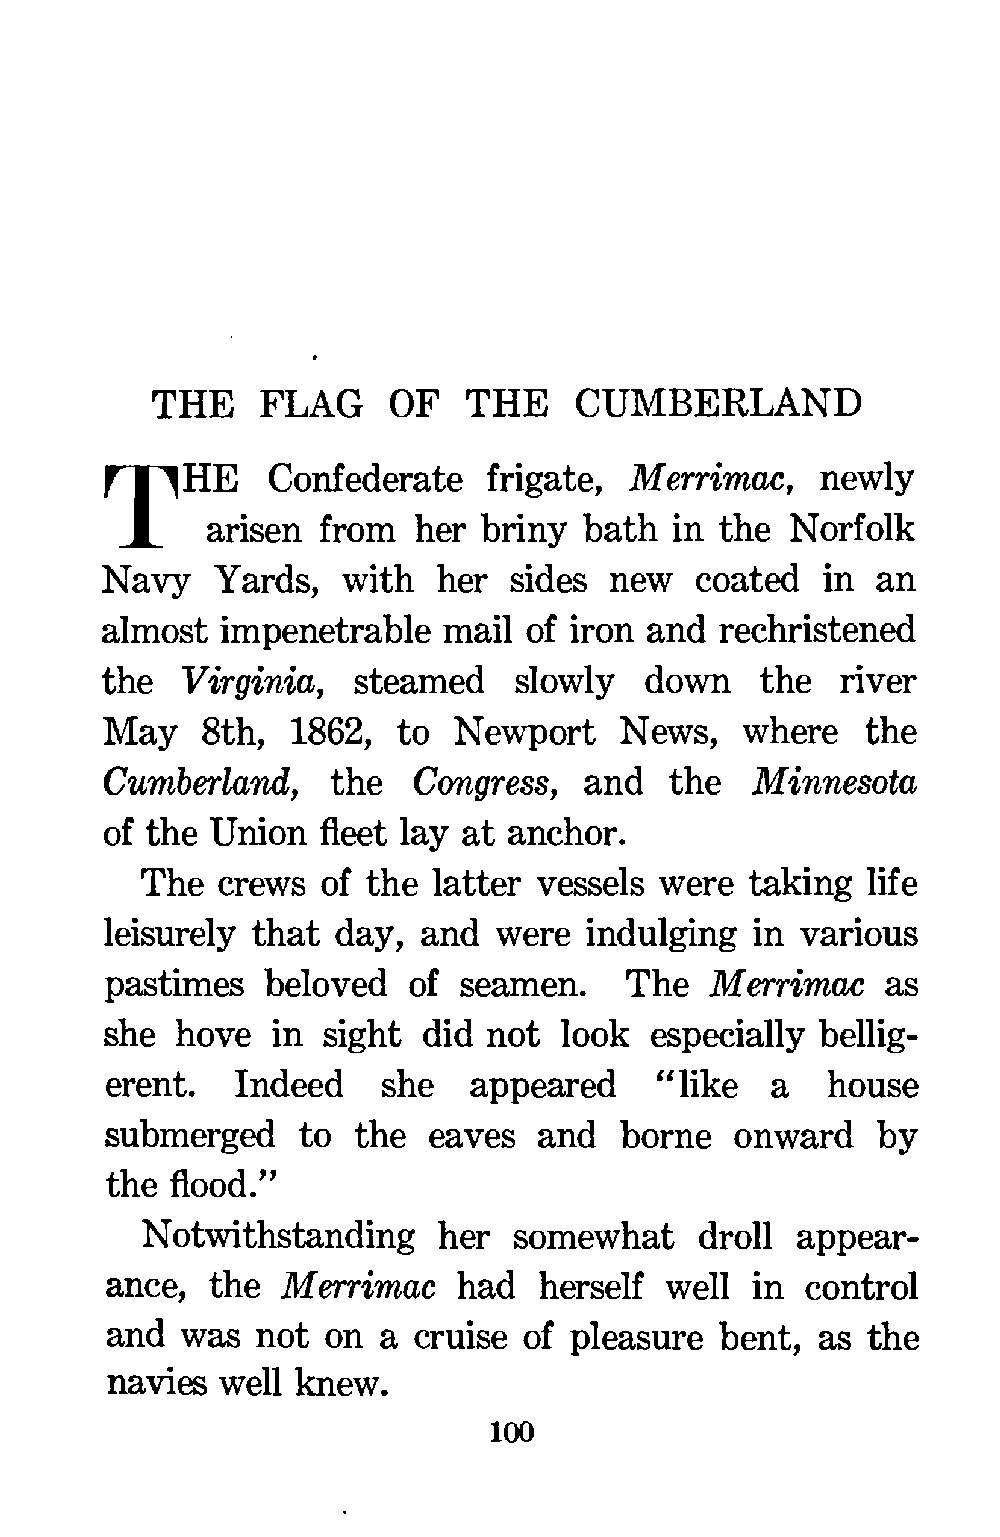 THE FLAG OF THE CUMBERLAND
THE Confederate frigate, Merrimac, newly
arisen from her briny bath in the Norfolk
Navy Yards, with her sides new coated in an
almost impenetrable mail of iron and rechristened
the Virginia, steamed slowly down the river
May 8th, 1862, to Newport News, where the
Cumberland, the Congress, and the Minnesota
of the Union fleet lay at anchor.
The crews of the latter vessels were taking life
leisurely that day, and were indulging in various
pastimes beloved of seamen. The Merrimac as
she hove in sight did not look especially bellig-
erent. Indeed she appeared "like a house
submerged to the eaves and borne onward by
the flood."
Notwithstanding her somewhat droll appear-
ance, the Merrimac had herself well in control
and was not on a cruise of pleasure bent, as the
navies well knew.
100